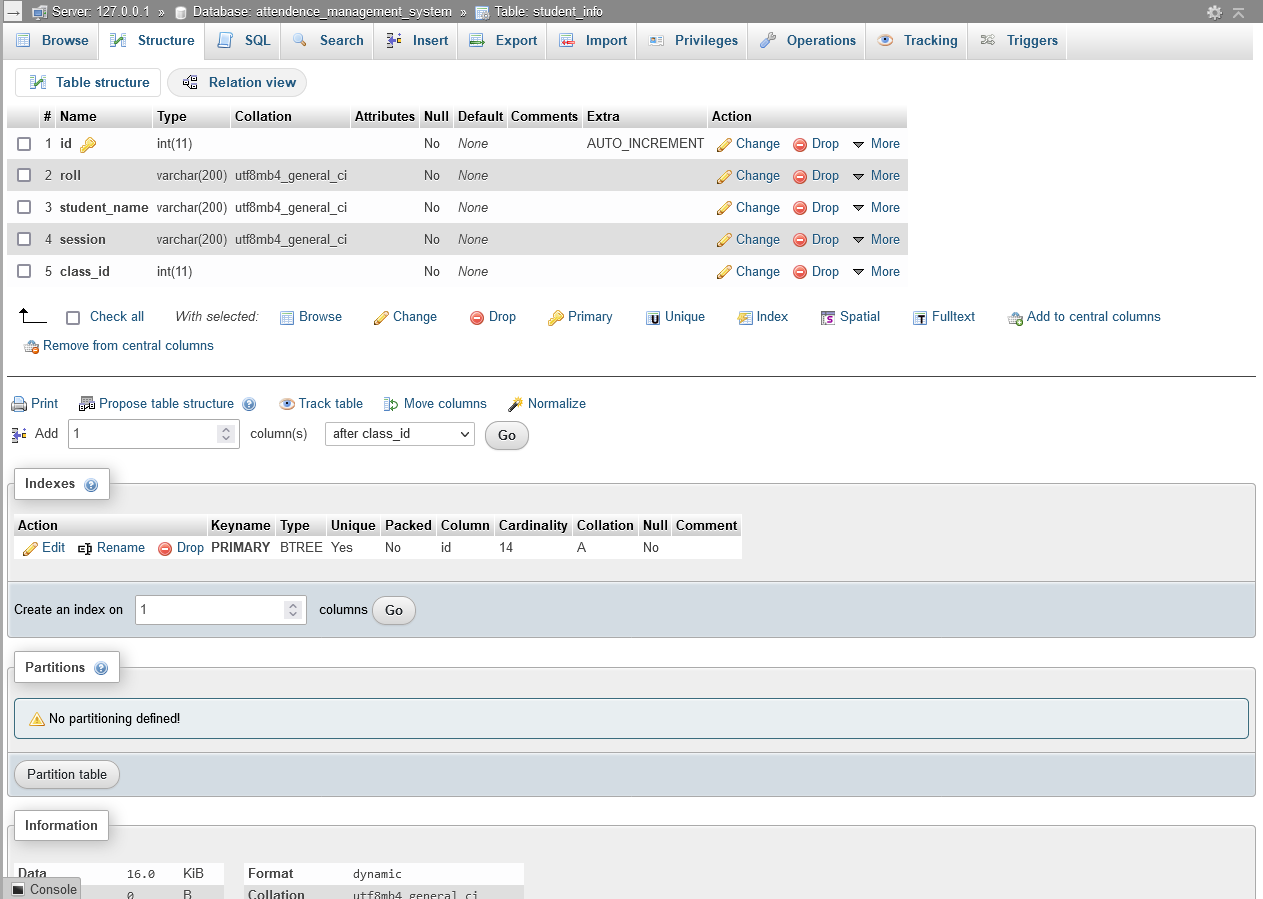 Server: 127.0.0.1 » Database: attendence_management_system » Table: student_info
Browse Structure SQL Search Insert Export Import Privileges Operations Tracking Triggers
Table structure Relation view
# Name Type Collation Attributes Null Default Comments Extra Action
1 id int(11) No None AUTO_INCREMENT Change Drop More
2 roll varchar(200) utf8mb4_general_ci No None Change Drop More
3 student_name varchar(200) utf8mb4_general_ci No None Change Drop More
4 session varchar(200) utf8mb4_general_ci No None Change Drop More
5 class_id int(11) No None Change Drop More
Check all With selected: Browse Change Drop Primary Unique Index Spatial Fulltext Add to central columns
Remove from central columns
Print Propose table structure Track table Move columns Normalize
Add 1 column(s) after class_id Go
Indexes
Action Keyname Type Unique Packed Column Cardinality Collation Null Comment
Edit Rename Drop PRIMARY BTREE Yes No id 14 A No
Create an index on 1 columns Go
Partitions
No partitioning defined!
Partition table
Information
Data 16.0 KiB Format dynamic
Console 0 B Collation utf8mb4_general_ci